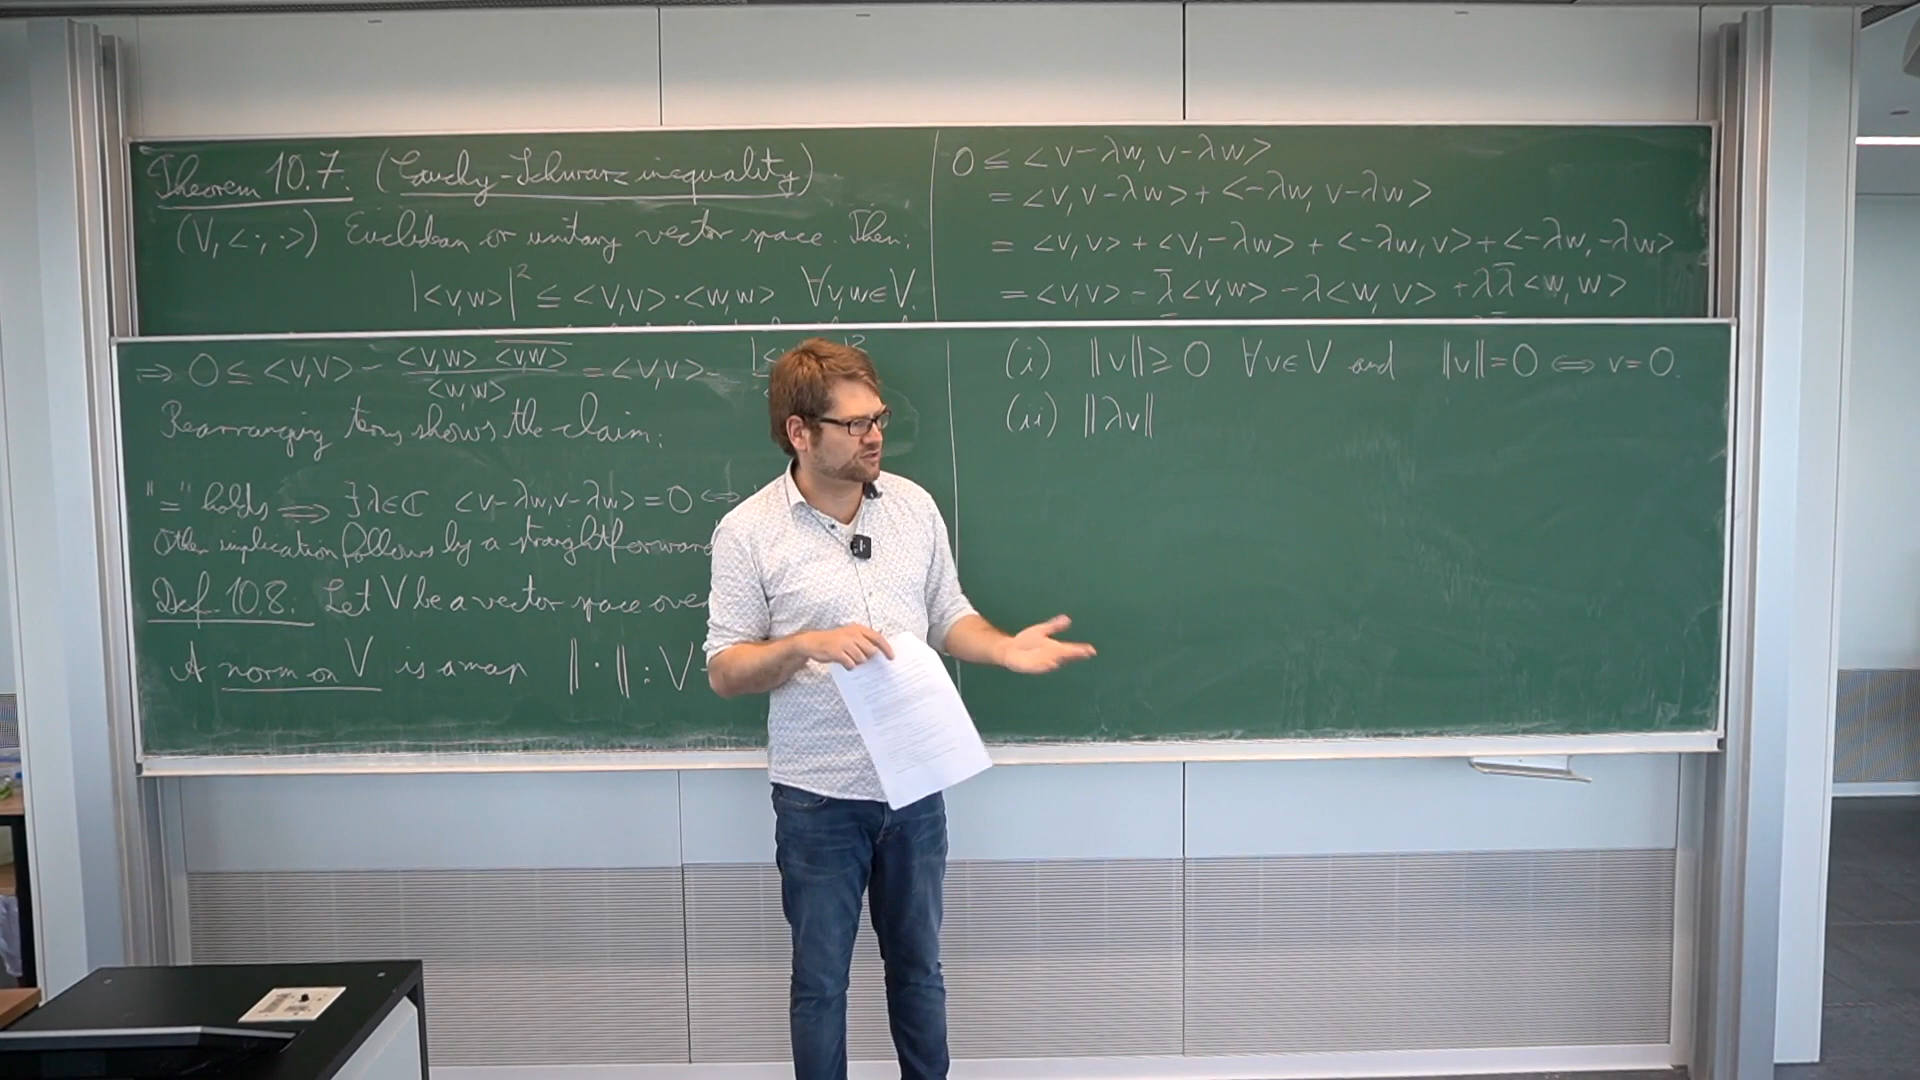 Theorem 10.7. (Cauchy-Schwarz inequality)
(V, <·,·>) Euclidean or unitary vector space. Then:
|<v,w>|² ≤ <v,v>·<w,w> ∀v,w∈V.
0 ≤ <v-λw, v-λw>
= <v, v-λw> + <-λw, v-λw>
= <v,v> + <v,-λw> + <-λw,v> + <-λw,-λw>
= <v,v> - λ̄<v,w> - λ<w,v> + λλ̄<w,w>
⇒ 0 ≤ <v,v> - <v,w> \overline{<v,w>} / <w,w> = <v,v> -
Rearranging terms shows the claim.
"=" holds ⇒ ∃λ∈ℂ <v-λw, v-λw> = 0 ⇔
Other implication follows by a straightforward
Def. 10.8. Let V be a vector space over
A norm on V is a map ‖·‖ : V
(i) ‖v‖ ≥ 0 ∀v∈V and ‖v‖=0 ⇔ v=0.
(ii) ‖λv‖